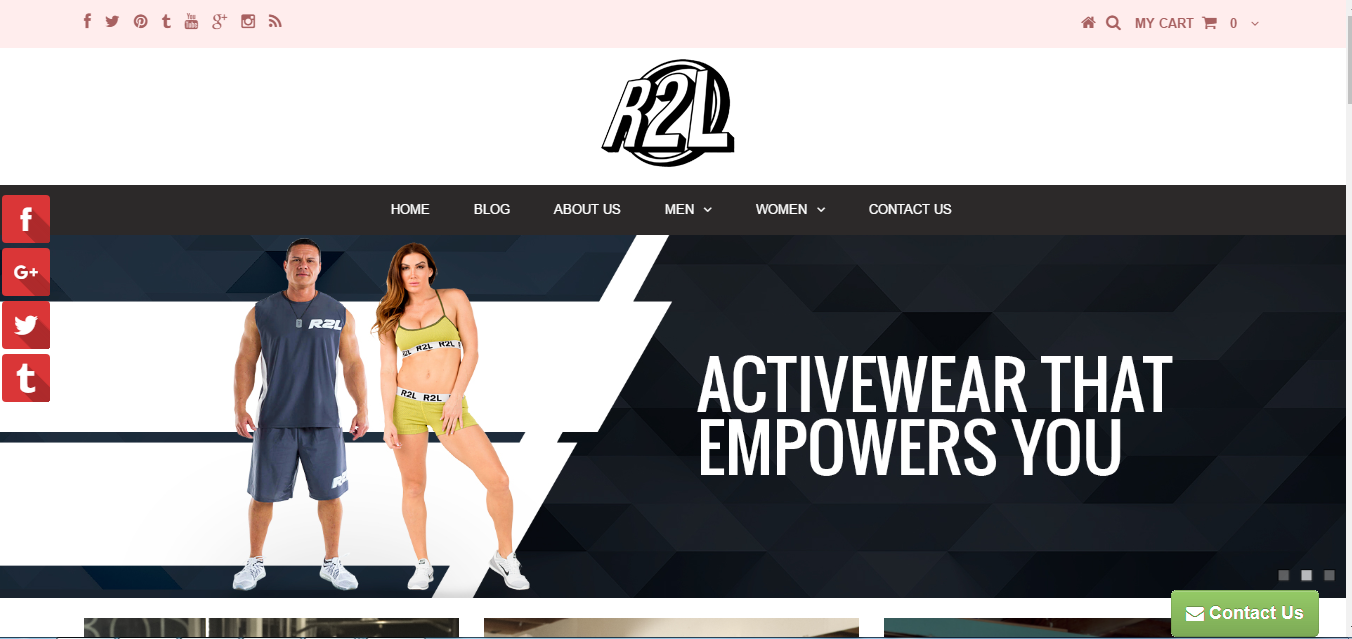 MY CART 0
R2L
HOME BLOG ABOUT US MEN WOMEN CONTACT US
G+
R2L
R2L R2L
R2L R2L
R2L
ACTIVEWEAR THAT
EMPOWERS YOU
Contact Us